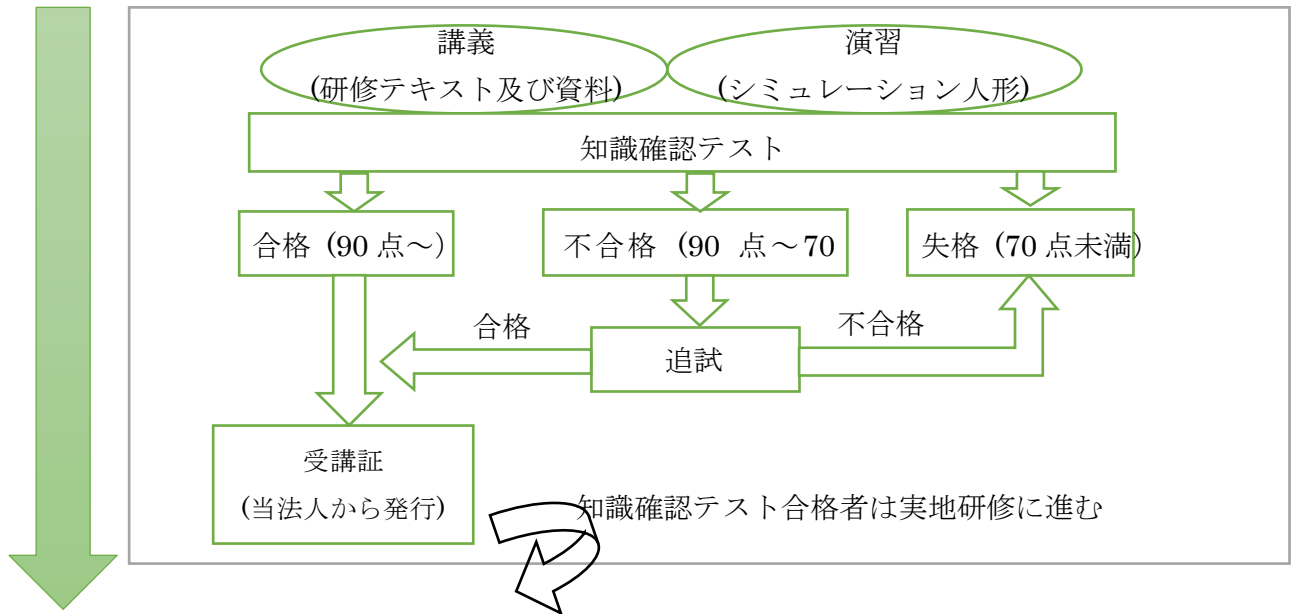 講義
(研修テキスト及び資料)
演習
(シミュレーション人形)
知識確認テスト
合格 (90 点～)
不合格 (90 点～70
失格 (70 点未満)
合格
追試
不合格
受講証
(当法人から発行)
知識確認テスト合格者は実地研修に進む